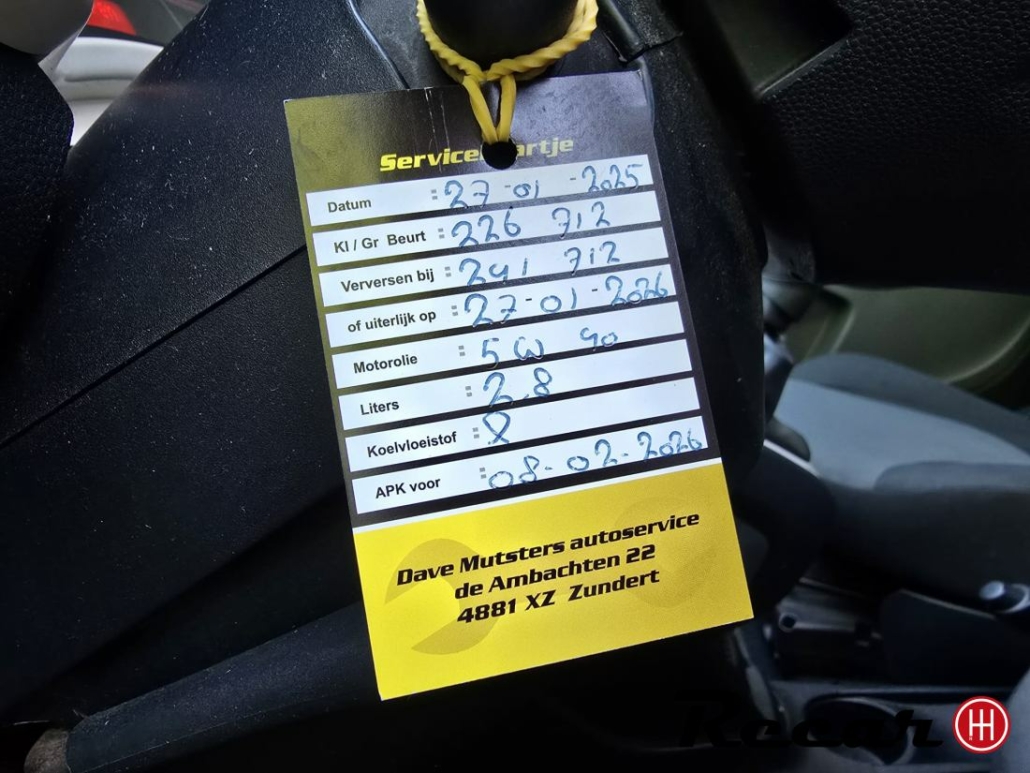 Servicekaartje
Datum : 27-01-2025
Kl / Gr Beurt : 226 712
Verversen bij : 241 712
of uiterlijk op : 27-01-2026
Motorolie : 5 W 40
Liters : 2.8
Koelvloeistof :
APK voor : 08-02-2026
Dave Mutsters autoservice
de Ambachten 22
4881 XZ Zundert
Recar